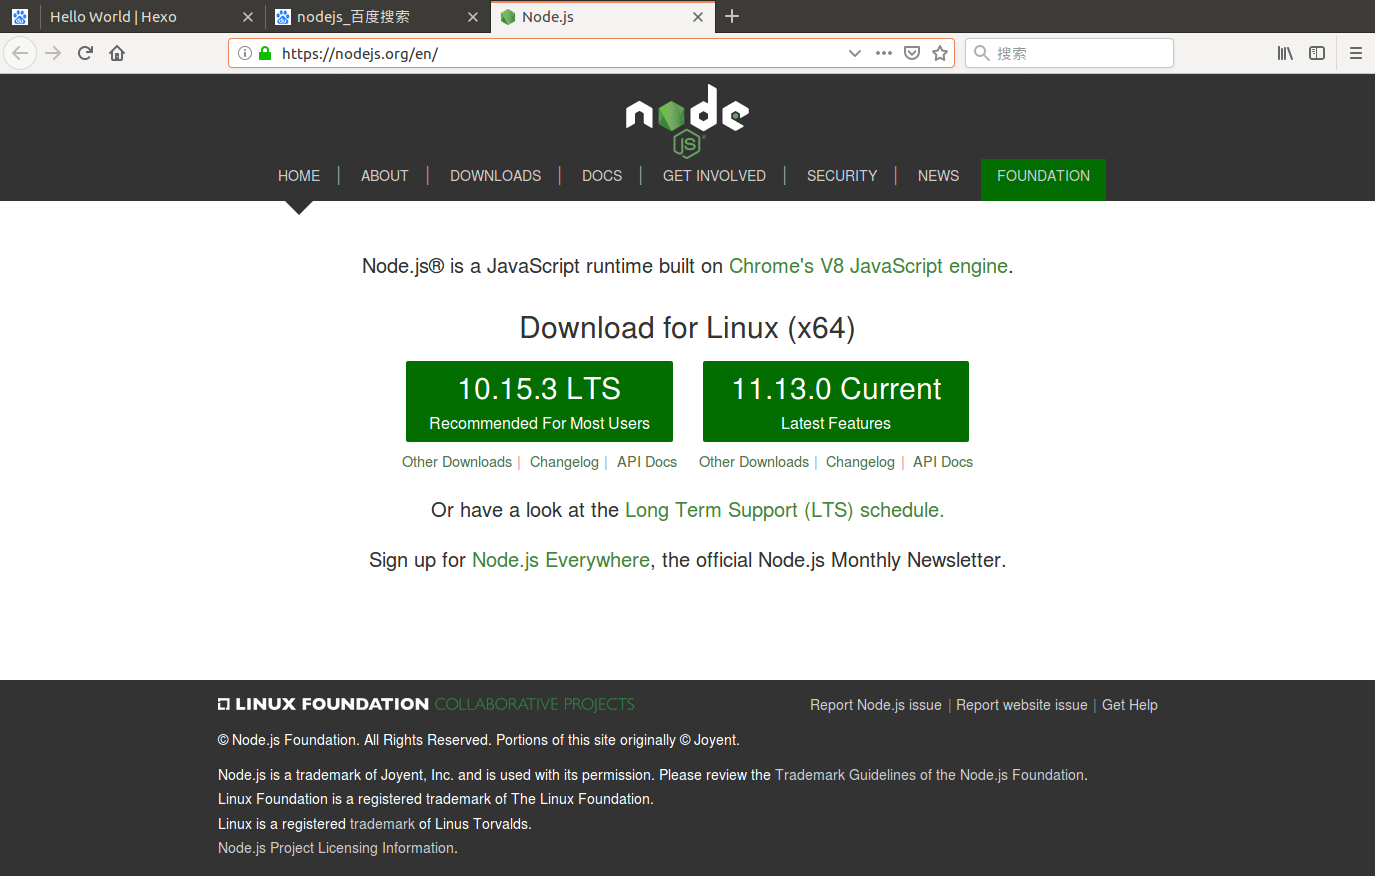 Hello World | Hexo
nodejs_百度搜索
Node.js
https://nodejs.org/en/
搜索
node
JS
HOME | ABOUT | DOWNLOADS | DOCS | GET INVOLVED | SECURITY | NEWS FOUNDATION
Node.js® is a JavaScript runtime built on Chrome's V8 JavaScript engine.
Download for Linux (x64)
10.15.3 LTS
Recommended For Most Users
11.13.0 Current
Latest Features
Other Downloads | Changelog | API Docs
Other Downloads | Changelog | API Docs
Or have a look at the Long Term Support (LTS) schedule.
Sign up for Node.js Everywhere, the official Node.js Monthly Newsletter.
LINUX FOUNDATION COLLABORATIVE PROJECTS
Report Node.js issue | Report website issue | Get Help
© Node.js Foundation. All Rights Reserved. Portions of this site originally © Joyent.
Node.js is a trademark of Joyent, Inc. and is used with its permission. Please review the Trademark Guidelines of the Node.js Foundation.
Linux Foundation is a registered trademark of The Linux Foundation.
Linux is a registered trademark of Linus Torvalds.
Node.js Project Licensing Information.